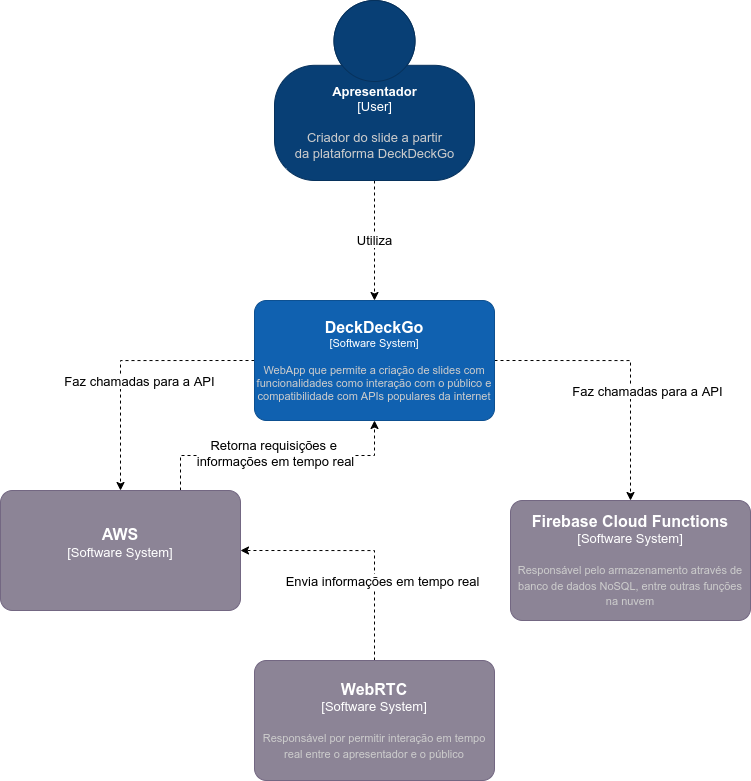 Apresentador
[User]
Criador do slide a partir
da plataforma DeckDeckGo
Utiliza
DeckDeckGo
[Software System]
WebApp que permite a criação de slides com
funcionalidades como interação com o público e
compatibilidade com APIs populares da internet
Faz chamadas para a API
Faz chamadas para a API
Retorna requisições e
informações em tempo real
AWS
[Software System]
Firebase Cloud Functions
[Software System]
Responsável pelo armazenamento através de
banco de dados NoSQL, entre outras funções
na nuvem
Envia informações em tempo real
WebRTC
[Software System]
Responsável por permitir interação em tempo
real entre o apresentador e o público